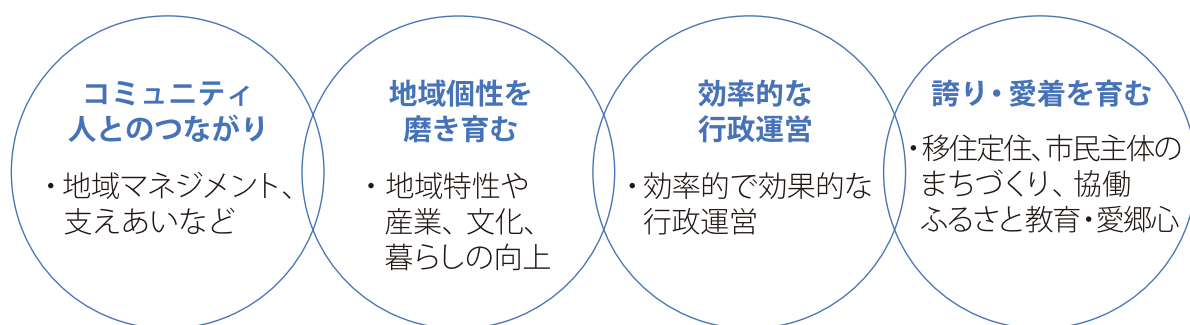 コミュニティ
人とのつながり
・地域マネジメント、
支えあいなど
地域個性を
磨き育む
・地域特性や
産業、文化、
暮らしの向上
効率的な
行政運営
・効率的で効果的な
行政運営
誇り・愛着を育む
・移住定住、市民主体の
まちづくり、協働
ふるさと教育・愛郷心